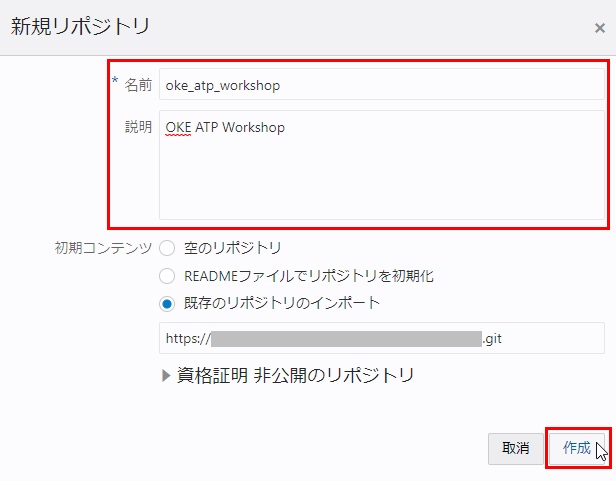 新規リポジトリ ×
* 名前 oke_atp_workshop
説明 OKE ATP Workshop
初期コンテンツ 空のリポジトリ
READMEファイルでリポジトリを初期化
既存のリポジトリのインポート
https:// .git
資格証明 非公開のリポジトリ
取消 作成